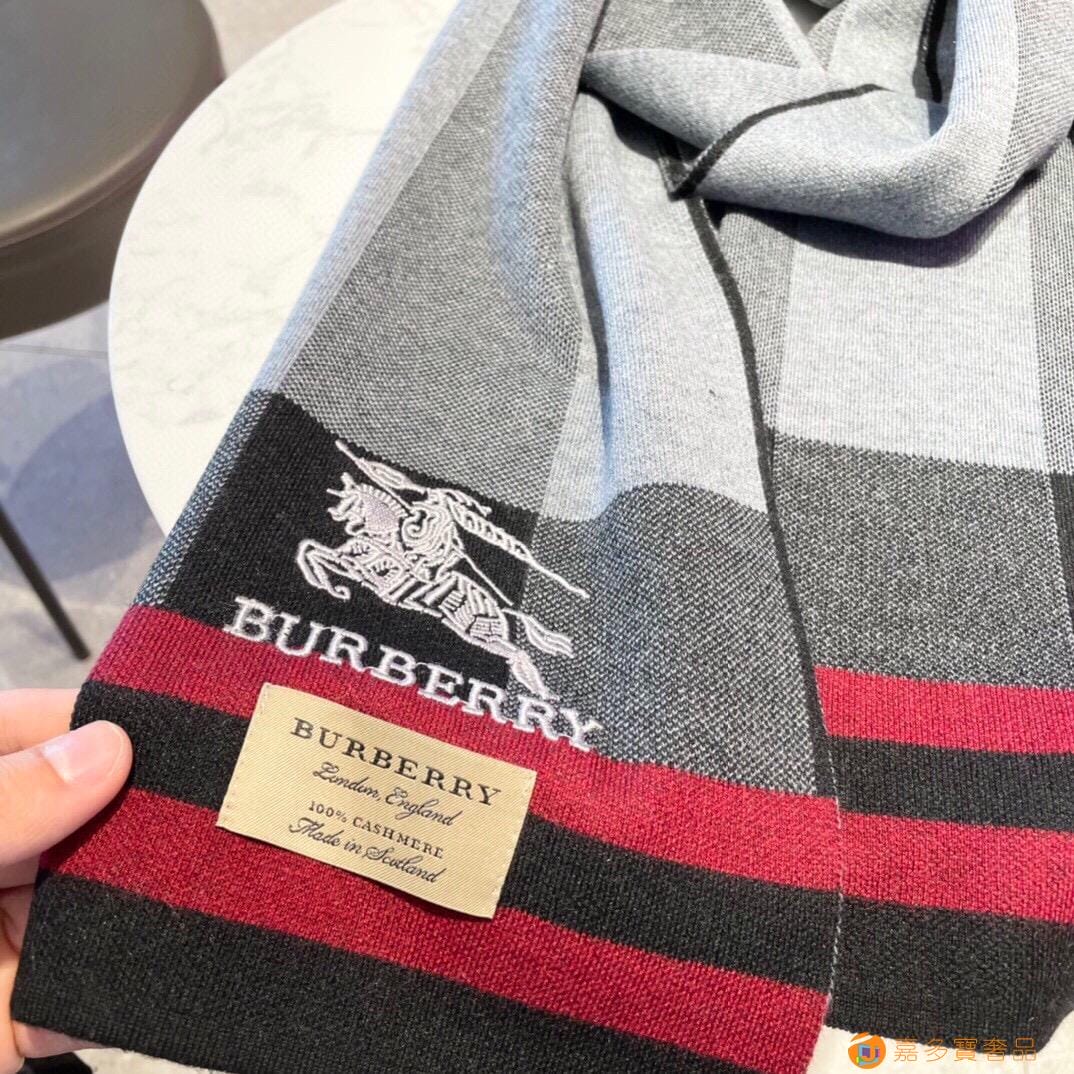 BURBERRY
BURBERRY
London, England
100% CASHMERE
Made in Scotland
嘉多寶奢品